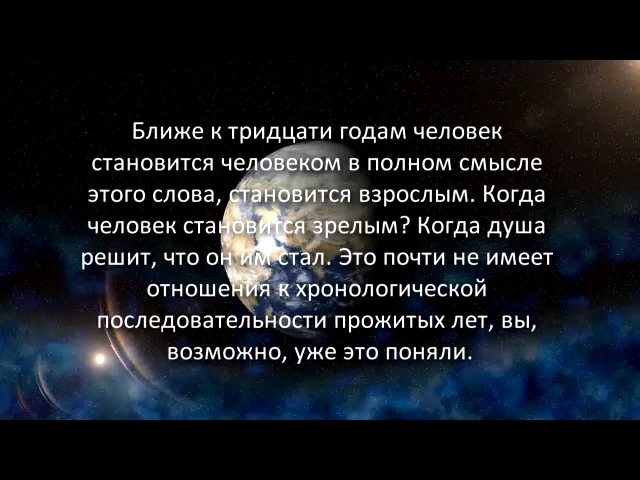 Ближе к тридцати годам человек
становится человеком в полном смысле
этого слова, становится взрослым. Когда
человек становится зрелым? Когда душа
решит, что он им стал. Это почти не имеет
отношения к хронологической
последовательности прожитых лет, вы,
возможно, уже это поняли.